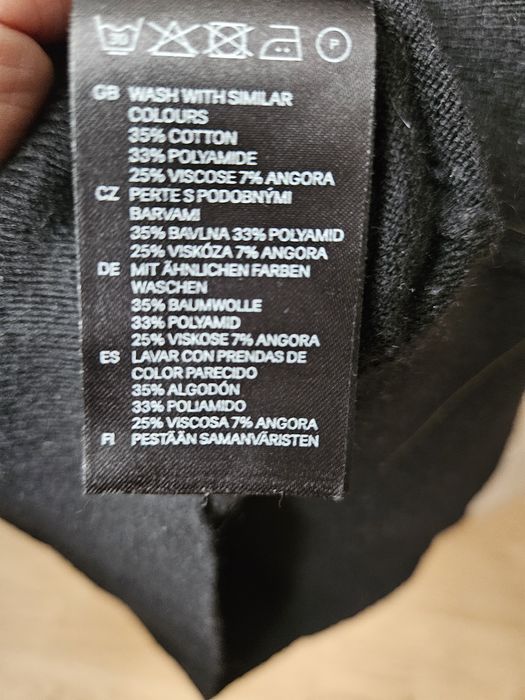 30
P
GB WASH WITH SIMILAR
COLOURS
35% COTTON
33% POLYAMIDE
25% VISCOSE 7% ANGORA
CZ PERTE S PODOBNÝMI
BARVAMI
35% BAVLNA 33% POLYAMID
25% VISKÓZA 7% ANGORA
DE MIT ÄHNLICHEN FARBEN
WASCHEN
35% BAUMWOLLE
33% POLYAMID
25% VISKOSE 7% ANGORA
ES LAVAR CON PRENDAS DE
COLOR PARECIDO
35% ALGODÓN
33% POLIAMIDO
25% VISCOSA 7% ANGORA
FI PESTÄÄN SAMANVÄRISTEN